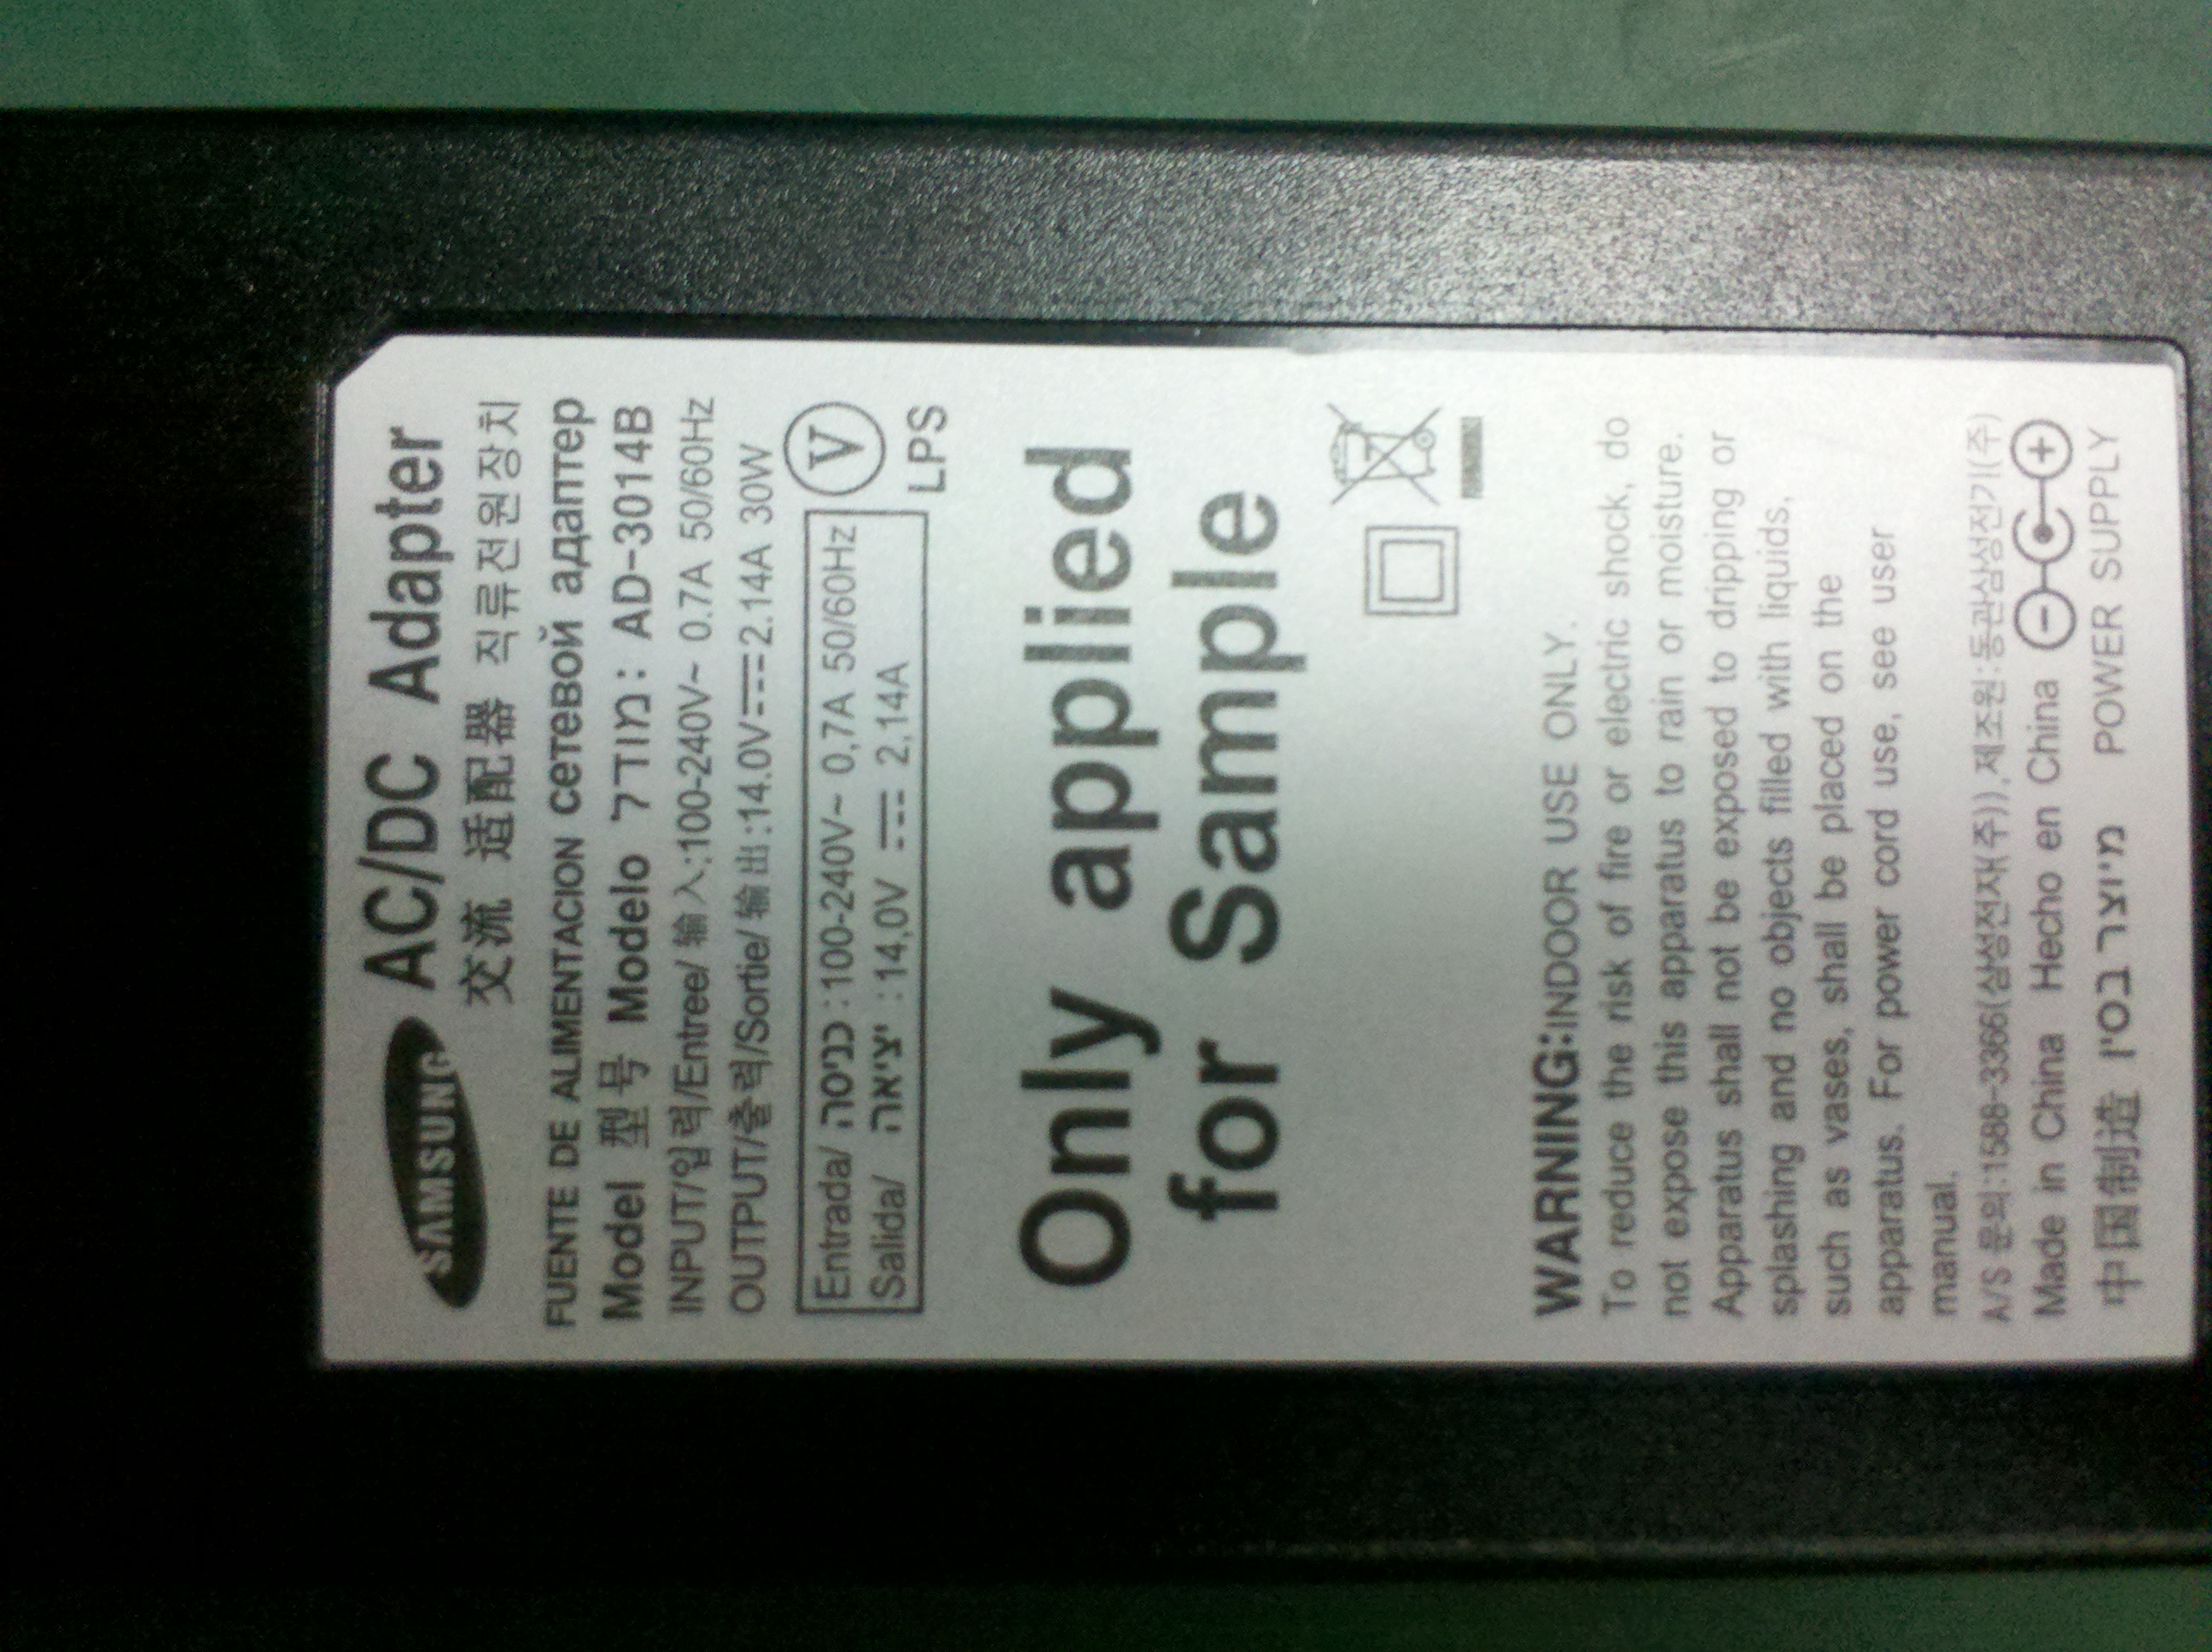 SAMSUNG AC/DC Adapter
交流 适配器 직류전원장치
FUENTE DE ALIMENTACION сетевой адаптер
Model 型号 Modelo מודל: AD-3014B
INPUT/입력/Entree/ 输入:100-240V~ 0.7A 50/60Hz
OUTPUT/출력/Sortie/ 输出:14.0V⎓2.14A 30W
Entrada/ כניסה: 100-240V~ 0,7A 50/60Hz
Salida/ יציאה: 14,0V ⎓ 2,14A
V
LPS
Only applied
for Sample
WARNING:INDOOR USE ONLY.
To reduce the risk of fire or electric shock, do
not expose this apparatus to rain or moisture.
Apparatus shall not be exposed to dripping or
splashing and no objects filled with liquids,
such as vases, shall be placed on the
apparatus. For power cord use, see user
manual.
A/S 문의:1588-3366(삼성전자(주)),제조원:동관삼성전기(주)
Made in China Hecho en China
中国制造 מיוצר בסין POWER SUPPLY